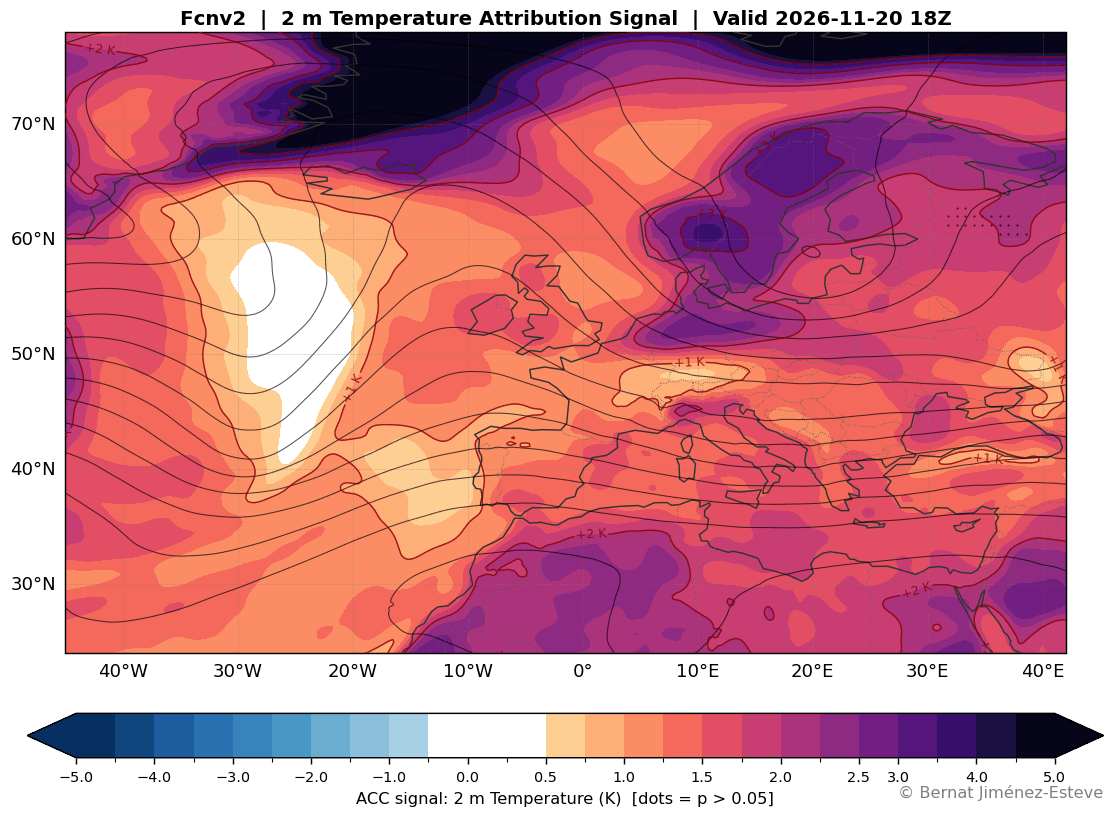 Fcnv2 | 2 m Temperature Attribution Signal | Valid 2026-11-20 18Z
+2 K
70°N
+3 K
60°N
50°N
+1 K
+1 K
+1 K
40°N
+1 K
+2 K
30°N
+2 K
40°W 30°W 20°W 10°W 0° 10°E 20°E 30°E 40°E
−5.0 −4.0 −3.0 −2.0 −1.0 0.0 0.5 1.0 1.5 2.0 2.5 3.0 4.0 5.0
ACC signal: 2 m Temperature (K) [dots = p > 0.05]
© Bernat Jiménez-Esteve